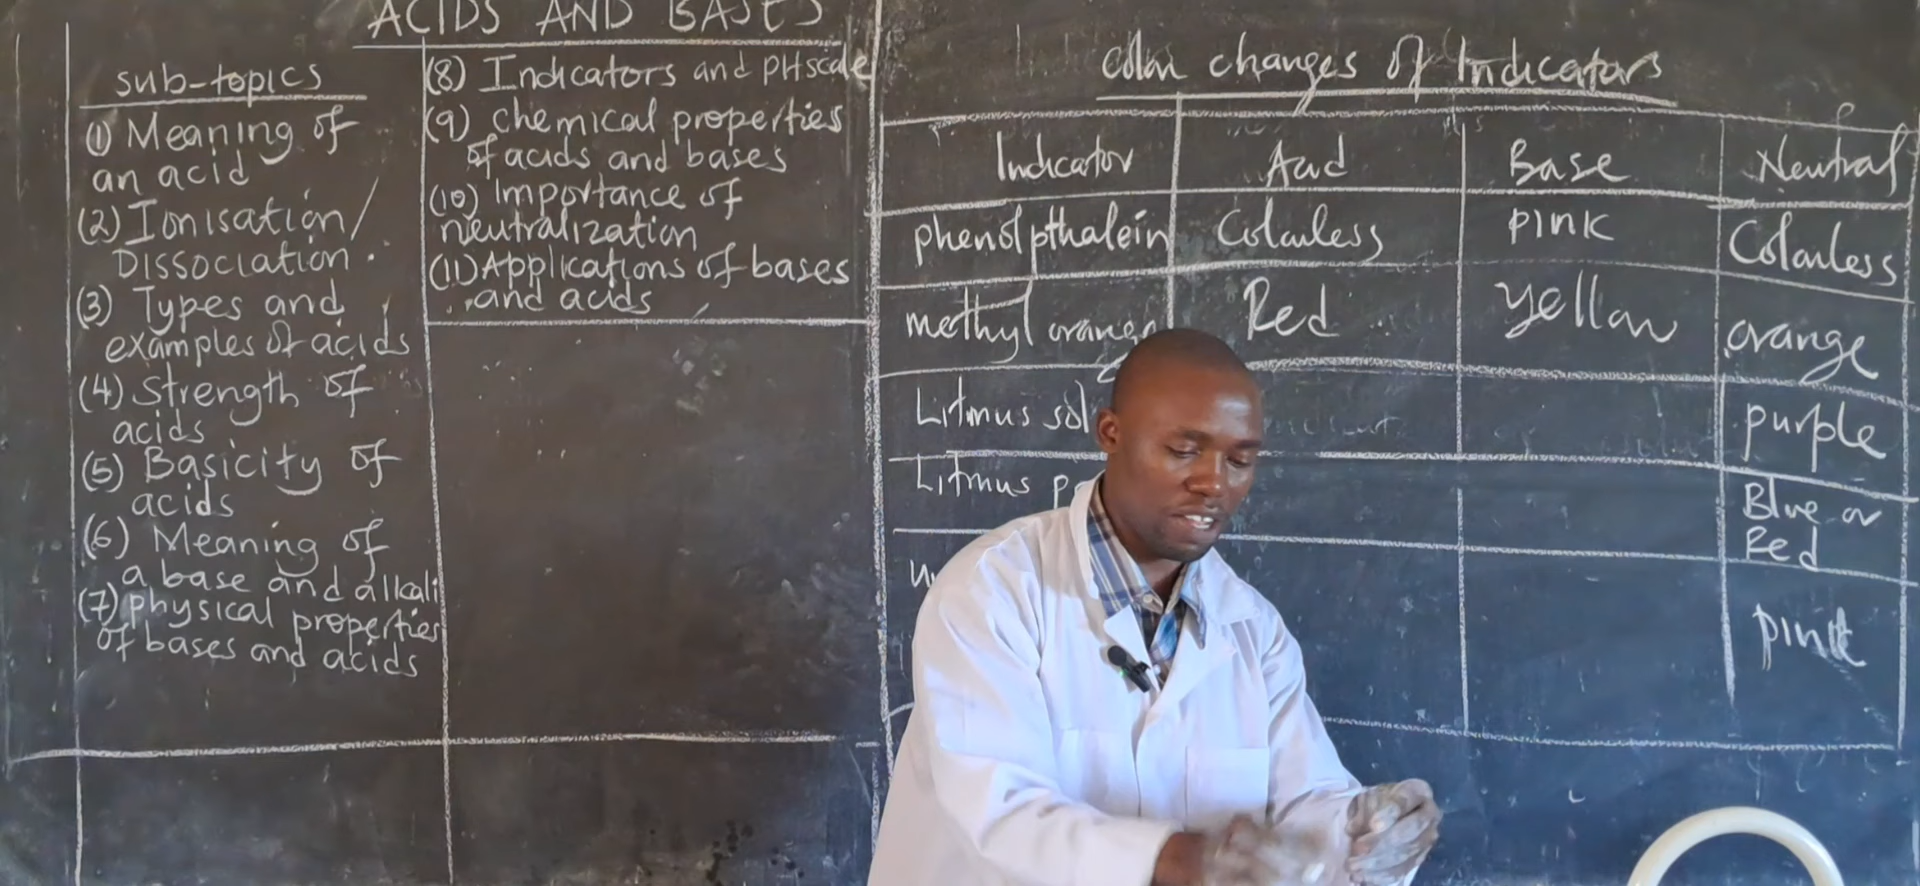 ACIDS AND BASES
sub-topics
(1) Meaning of
an acid
(2) Ionisation/
Dissociation.
(3) Types and
examples of acids
(4) strength of
acids
(5) Basicity of
acids
(6) Meaning of
a base and alkali
(7) physical properties
of bases and acids
(8) Indicators and PH scale
(9) chemical properties
of acids and bases
(10) Importance of
neutralization
(11) Applications of bases
and acids
Colour changes of Indicators
Indicator Acid Base Neutral
phenolpthalein Colourless PINK Colourless
methyl orange Red yellow orange
Litmus sol purple
Litmus Blue or
Red
pink